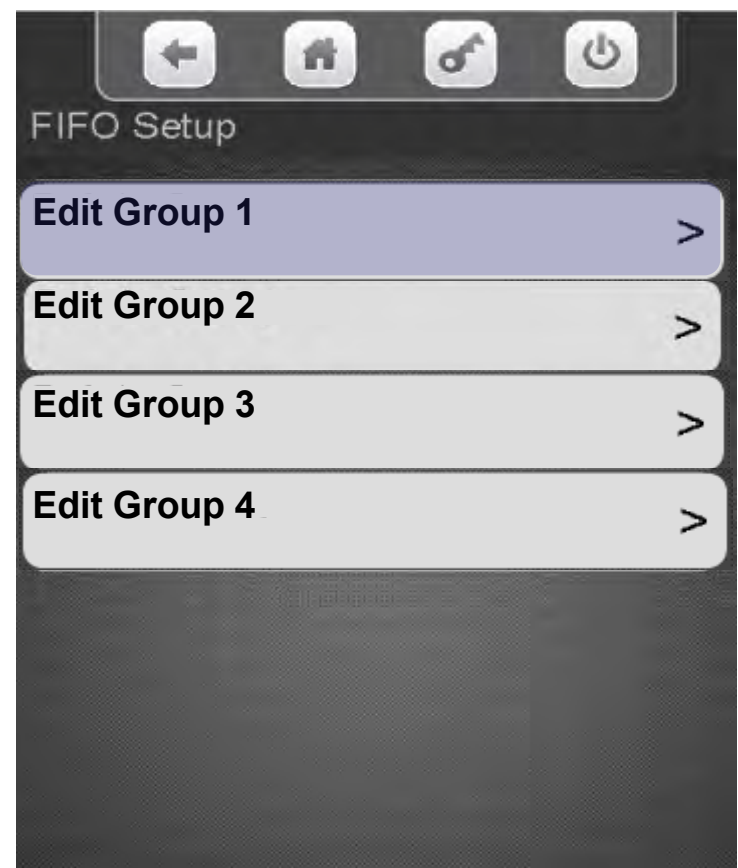 FIFO Setup
Edit Group 1
>
Edit Group 2
>
Edit Group 3
>
Edit Group 4
>